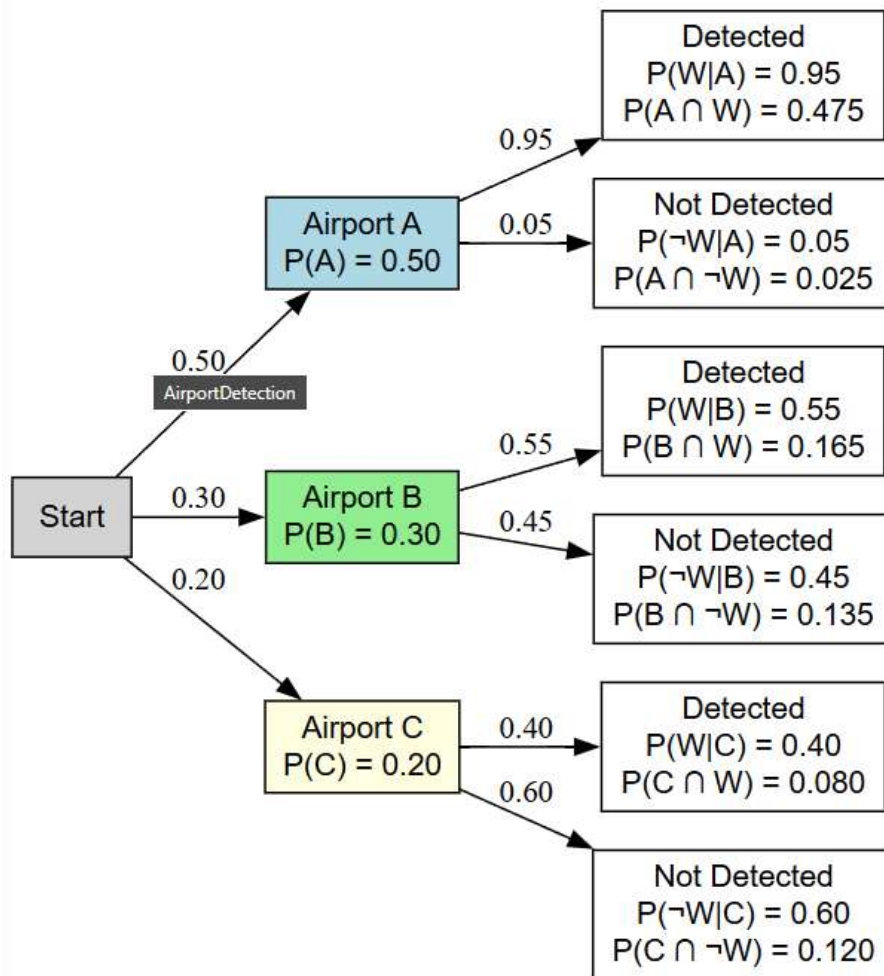 Detected
P(W|A) = 0.95
P(A ∩ W) = 0.475
0.95
Airport A
P(A) = 0.50
0.05
Not Detected
P(¬W|A) = 0.05
P(A ∩ ¬W) = 0.025
0.50
AirportDetection
Detected
P(W|B) = 0.55
P(B ∩ W) = 0.165
0.55
Start
0.30
Airport B
P(B) = 0.30
0.45
Not Detected
P(¬W|B) = 0.45
P(B ∩ ¬W) = 0.135
0.20
Airport C
P(C) = 0.20
0.40
Detected
P(W|C) = 0.40
P(C ∩ W) = 0.080
0.60
Not Detected
P(¬W|C) = 0.60
P(C ∩ ¬W) = 0.120